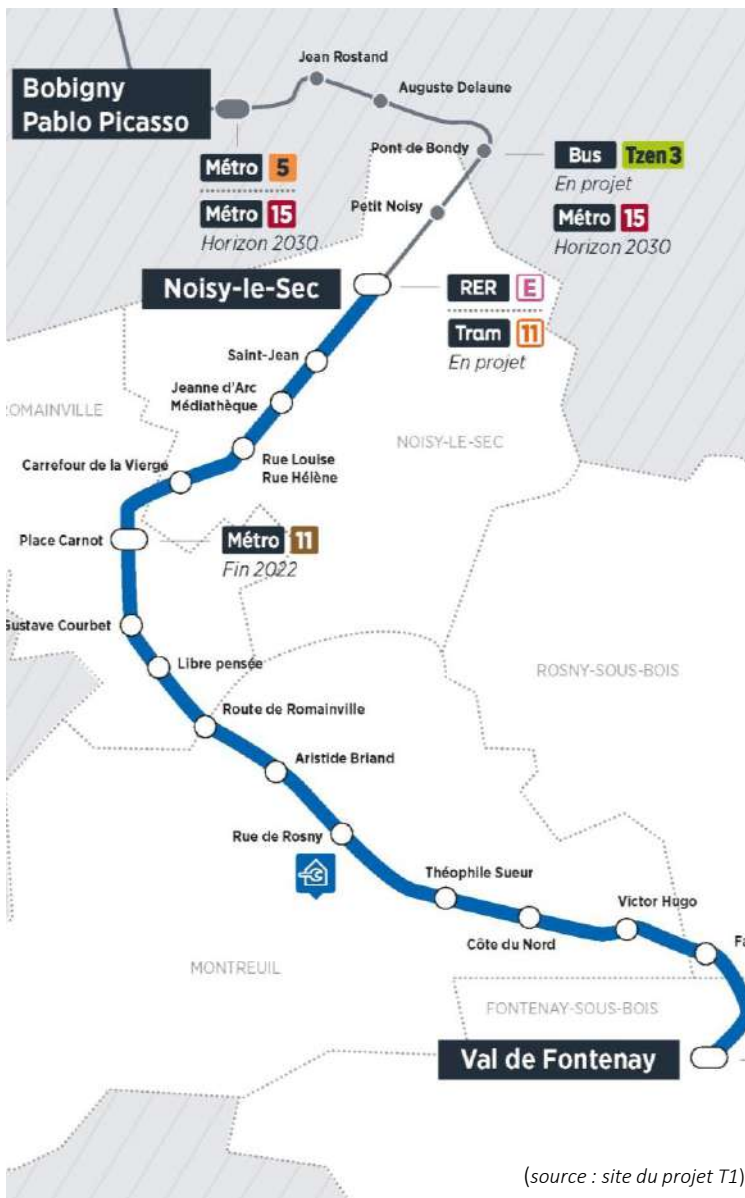 Jean Rostand
Bobigny
Pablo Picasso
Auguste Delaune
Pont de Bondy
Bus Tzen 3
En projet
Métro 15
Horizon 2030
Métro 5
Métro 15
Horizon 2030
Petit Noisy
Noisy-le-Sec
RER E
Tram 11
En projet
Saint-Jean
Jeanne d'Arc
Médiathèque
OMAINVILLE
NOISY-LE-SEC
Rue Louise
Rue Hélène
Carrefour de la Vierge
Place Carnot
Métro 11
Fin 2022
Gustave Courbet
Libre pensée
ROSNY-SOUS-BOIS
Route de Romainville
Aristide Briand
Rue de Rosny
Théophile Sueur
Victor Hugo
Côte du Nord
Fa
MONTREUIL
FONTENAY-SOUS-BOIS
Val de Fontenay
(source : site du projet T1)